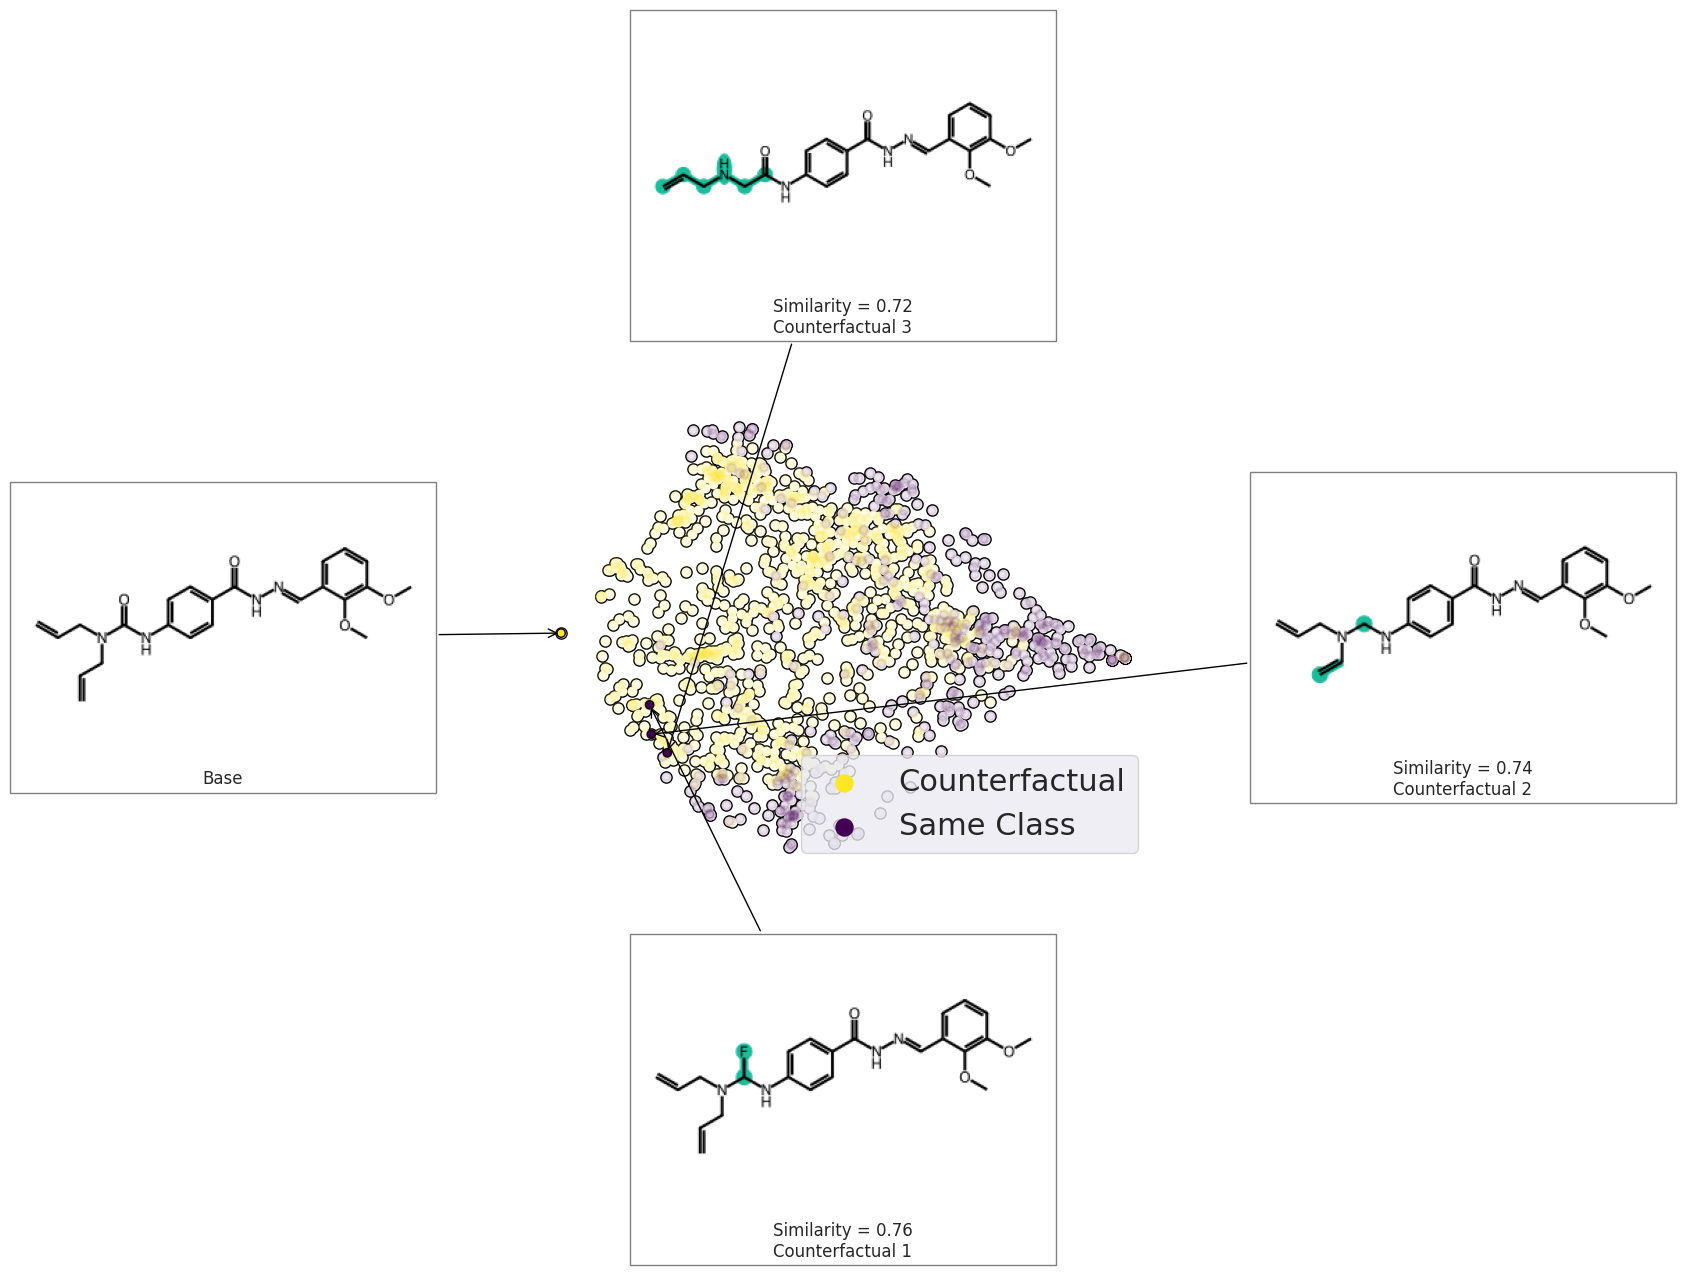 O
O
N
H
H
N
N
O
O
Similarity = 0.72
Counterfactual 3
O
O
N
H
N
N
N
H
O
O
Base
Counterfactual
Same Class
O
N
H
N
N
N
H
O
O
Similarity = 0.74
Counterfactual 2
F
O
N
H
N
N
N
H
O
O
Similarity = 0.76
Counterfactual 1